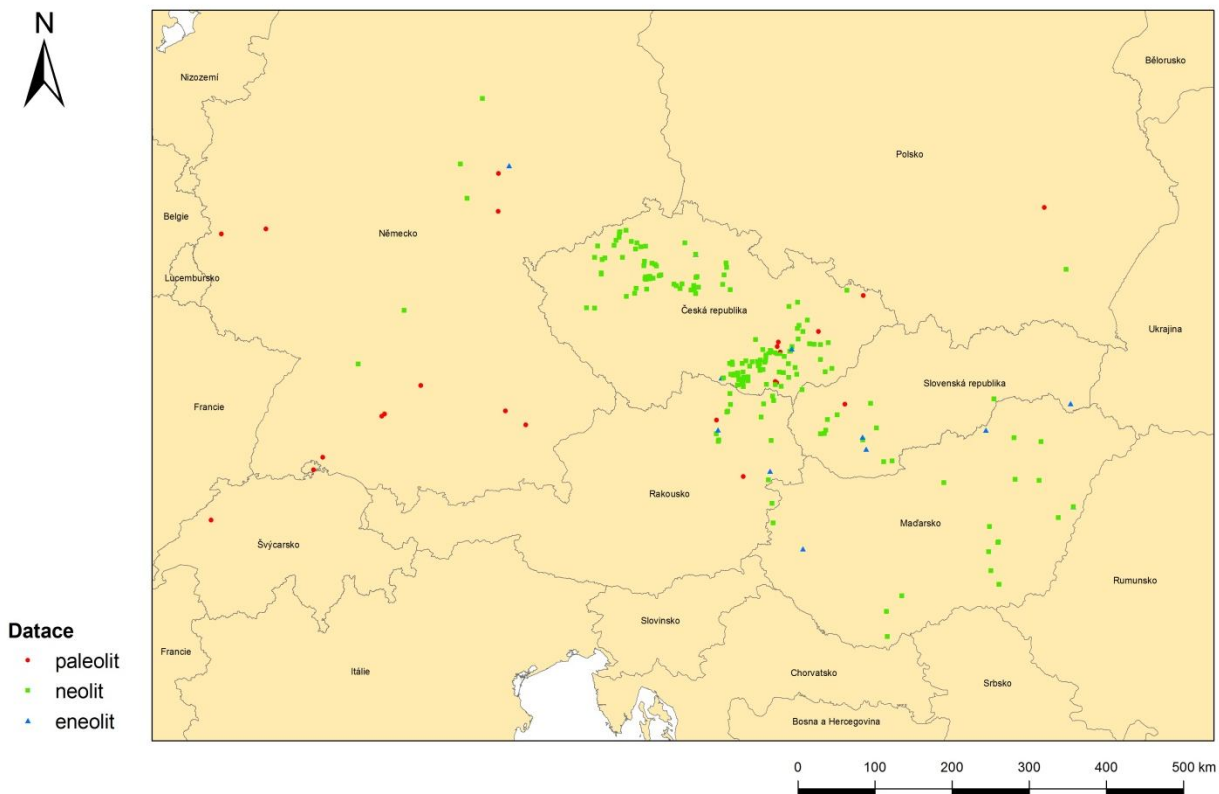 N
Nizozemí
Bělorusko
Polsko
Belgie
Německo
Lucembursko
Česká republika
Ukrajina
Slovenská republika
Francie
Rakousko
Maďarsko
Švýcarsko
Rumunsko
Slovinsko
Francie
Itálie
Chorvatsko
Srbsko
Bosna a Hercegovina
Datace
paleolit
neolit
eneolit
0 100 200 300 400 500 km